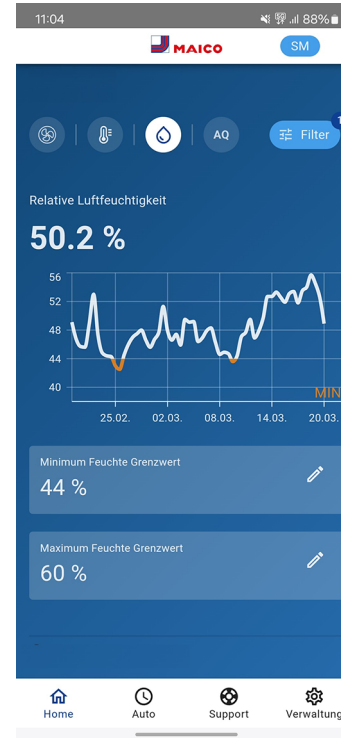 11:04
88%
MAICO
SM
AQ
Filter
1
Relative Luftfeuchtigkeit
50.2 %
56
52
48
44
40
MIN
25.02.
02.03.
08.03.
14.03.
20.03.
Minimum Feuchte Grenzwert
44 %
Maximum Feuchte Grenzwert
60 %
Home
Auto
Support
Verwaltung